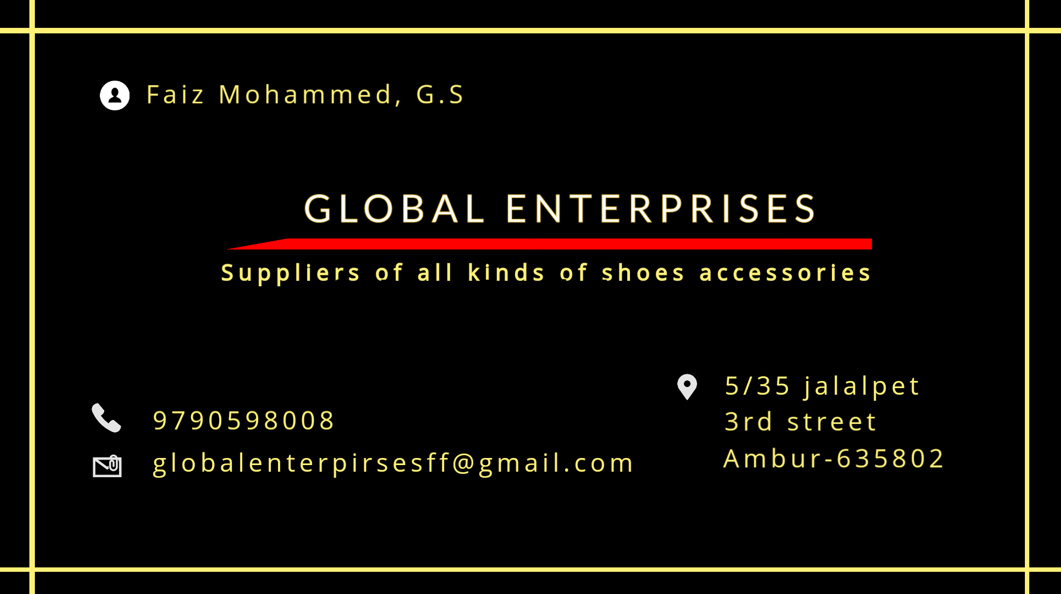 Faiz Mohammed, G.S
GLOBAL ENTERPRISES
Suppliers of all kinds of shoes accessories
9790598008
globalenterpirsesff@gmail.com
5/35 jalalpet
3rd street
Ambur-635802